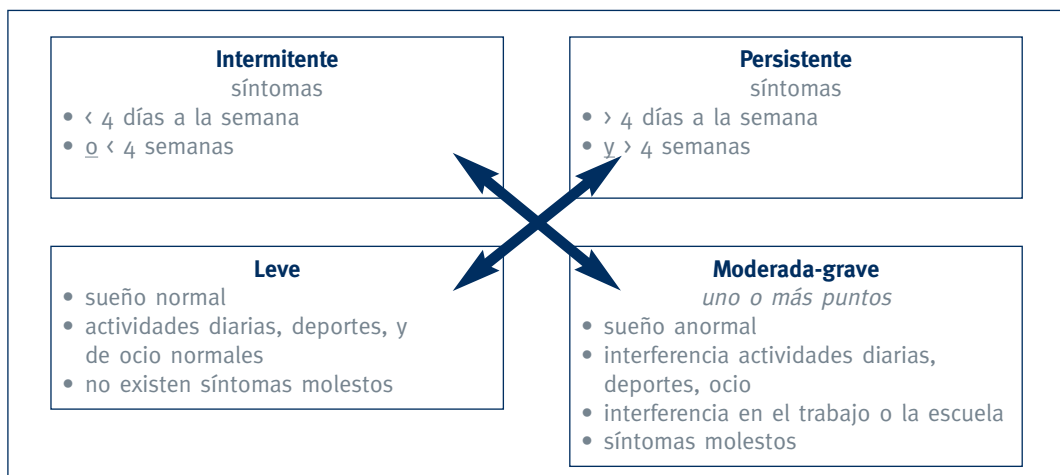 Intermitente
síntomas
• < 4 días a la semana
• o < 4 semanas
Persistente
síntomas
• > 4 días a la semana
• y > 4 semanas
Leve
• sueño normal
• actividades diarias, deportes, y
de ocio normales
• no existen síntomas molestos
Moderada-grave
uno o más puntos
• sueño anormal
• interferencia actividades diarias,
deportes, ocio
• interferencia en el trabajo o la escuela
• síntomas molestos